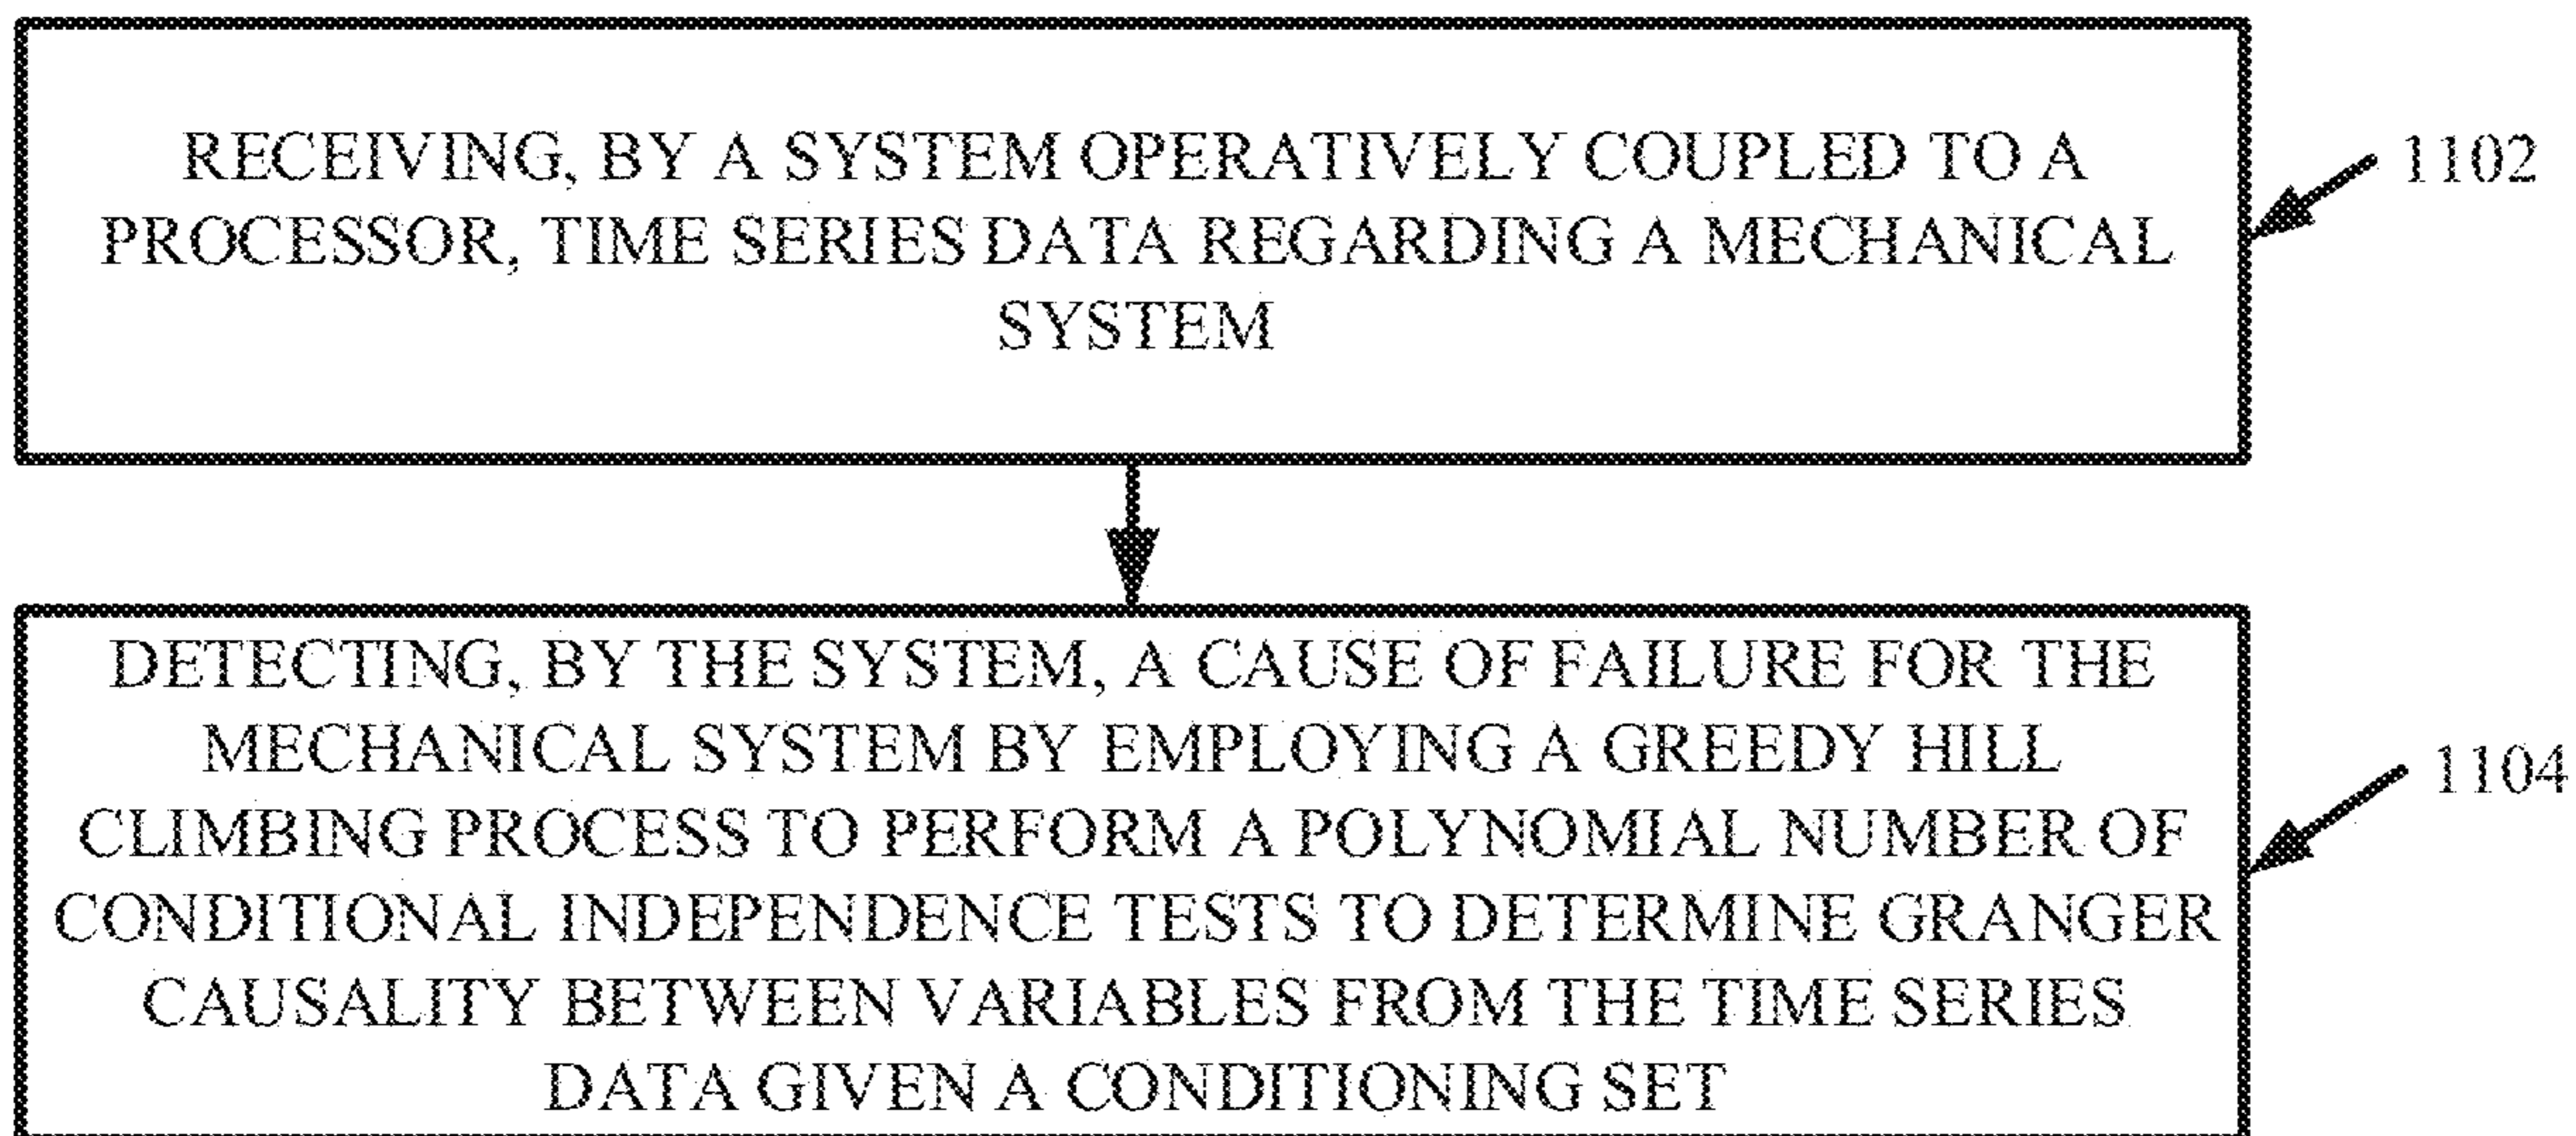 RECEIVING, BY A SYSTEM OPERATIVELY COUPLED TO A
PROCESSOR, TIME SERIES DATA REGARDING A MECHANICAL
SYSTEM
1102
DETECTING, BY THE SYSTEM, A CAUSE OF FAILURE FOR THE
MECHANICAL SYSTEM BY EMPLOYING A GREEDY HILL
CLIMBING PROCESS TO PERFORM A POLYNOMIAL NUMBER OF
CONDITIONAL INDEPENDENCE TESTS TO DETERMINE GRANGER
CAUSALITY BETWEEN VARIABLES FROM THE TIME SERIES
DATA GIVEN A CONDITIONING SET
1104